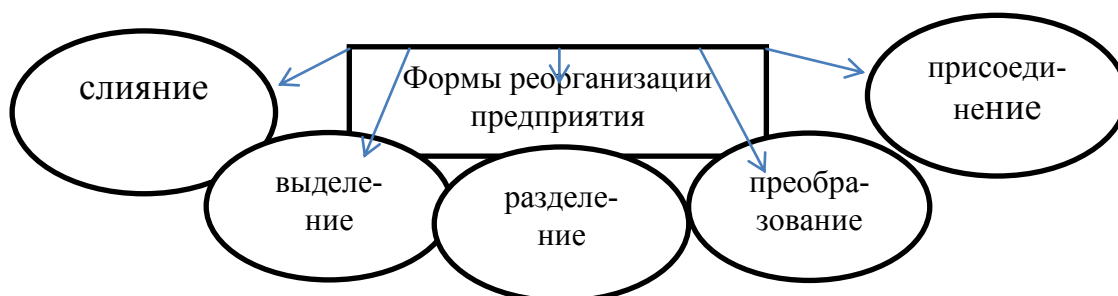 Формы реорганизации
предприятия
слияние
выделе-
ние
разделе-
ние
преобра-
зование
присоеди-
нение